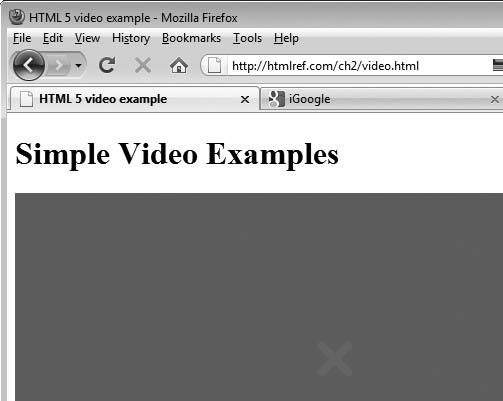 HTML 5 video example - Mozilla Firefox
File Edit View History Bookmarks Tools Help
http://htmlref.com/ch2/video.html
HTML 5 video example iGoogle
Simple Video Examples